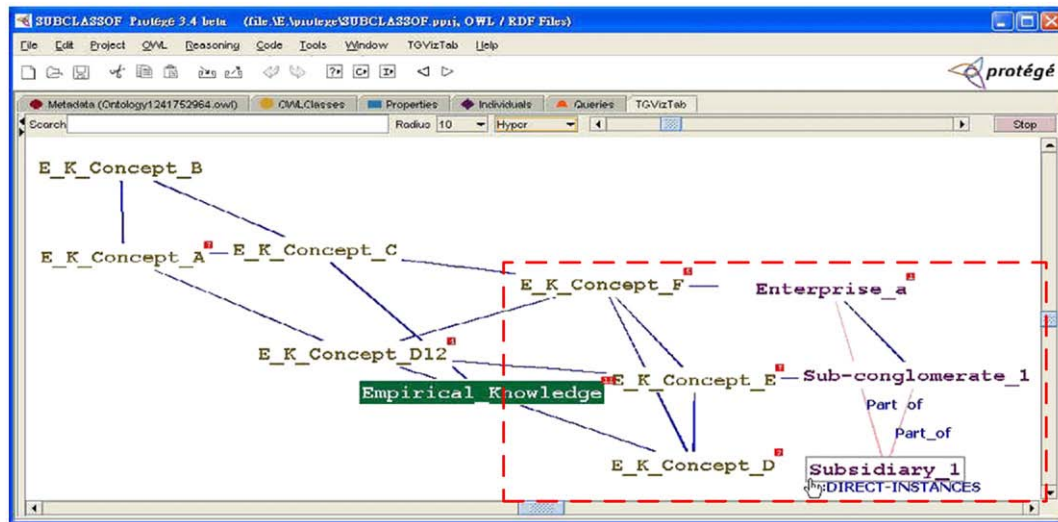 SUBCLASSOF Protégé 3.4 beta (file:\E:\protege\SUBCLASSOF.pprj, OWL / RDF Files)
File Edit Project OWL Reasoning Code Tools Window TGVizTab Help
protégé
Metadata (Ontology1241752964.owl) OWLClasses Properties Individuals Queries TGVizTab
Search Radius 10 Hyper Stop
E_K_Concept_B
E_K_Concept_A E_K_Concept_C
E_K_Concept_F Enterprise_a
E_K_Concept_D12
Empirical_Knowledge E_K_Concept_E Sub-conglomerate_1
Part_of
Part_of
E_K_Concept_D Subsidiary_1
:DIRECT-INSTANCES